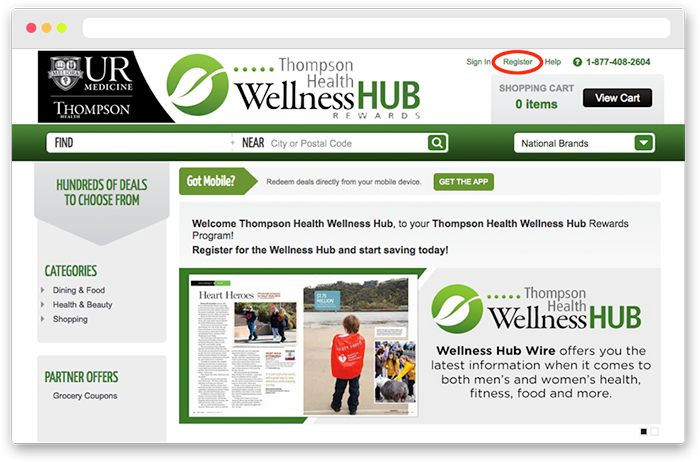 UR
MEDICINE
THOMPSON
HEALTH
MELIORA
Thompson
Health
WellnessHUB
REWARDS
Sign In Register Help 1-877-408-2604
SHOPPING CART
0 items
View Cart
FIND NEAR City or Postal Code National Brands
HUNDREDS OF DEALS
TO CHOOSE FROM
Got Mobile? Redeem deals directly from your mobile device. GET THE APP
Welcome Thompson Health Wellness Hub, to your Thompson Health Wellness Hub Rewards
Program!
Register for the Wellness Hub and start saving today!
CATEGORIES
Dining & Food
Health & Beauty
Shopping
PARTNER OFFERS
Grocery Coupons
Heart Heroes
$175
MILLION
Thompson
Health
WellnessHUB
Wellness Hub Wire offers you the
latest information when it comes to
both men's and women's health,
fitness, food and more.